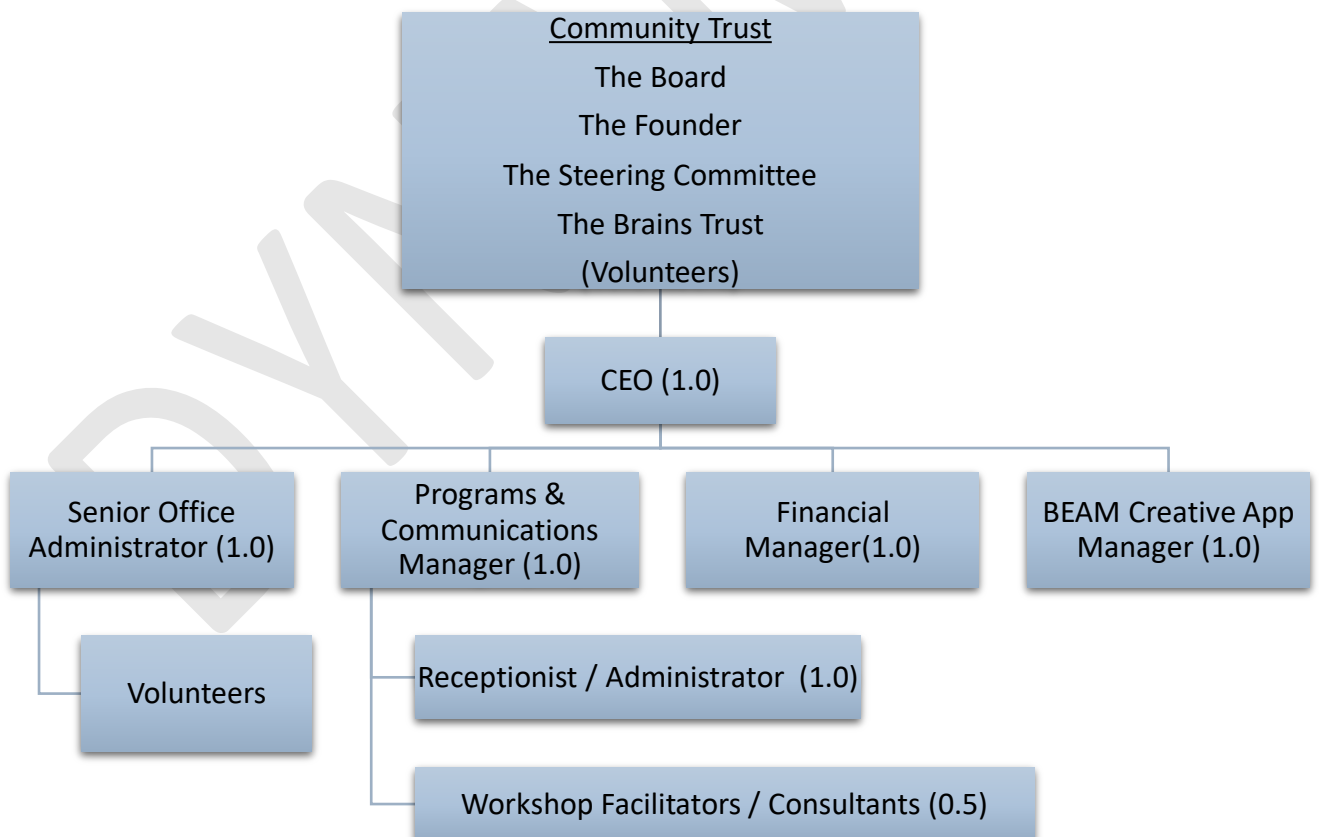 Community Trust
The Board
The Founder
The Steering Committee
The Brains Trust
(Volunteers)
CEO (1.0)
Senior Office
Administrator (1.0)
Programs &
Communications
Manager (1.0)
Financial
Manager(1.0)
BEAM Creative App
Manager (1.0)
Volunteers
Receptionist / Administrator  (1.0)
Workshop Facilitators / Consultants (0.5)